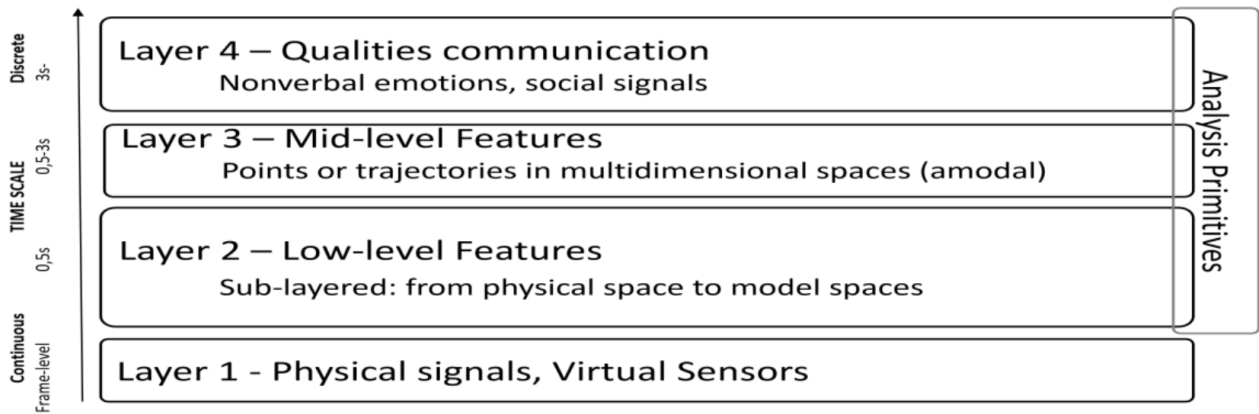 Layer 4 – Qualities communication
Nonverbal emotions, social signals
Layer 3 – Mid-level Features
Points or trajectories in multidimensional spaces (amodal)
Layer 2 – Low-level Features
Sub-layered: from physical space to model spaces
Layer 1 - Physical signals, Virtual Sensors
Analysis Primitives
Discrete
3s-
TIME SCALE
0,5-3s
0,5s
Continuous
Frame-level